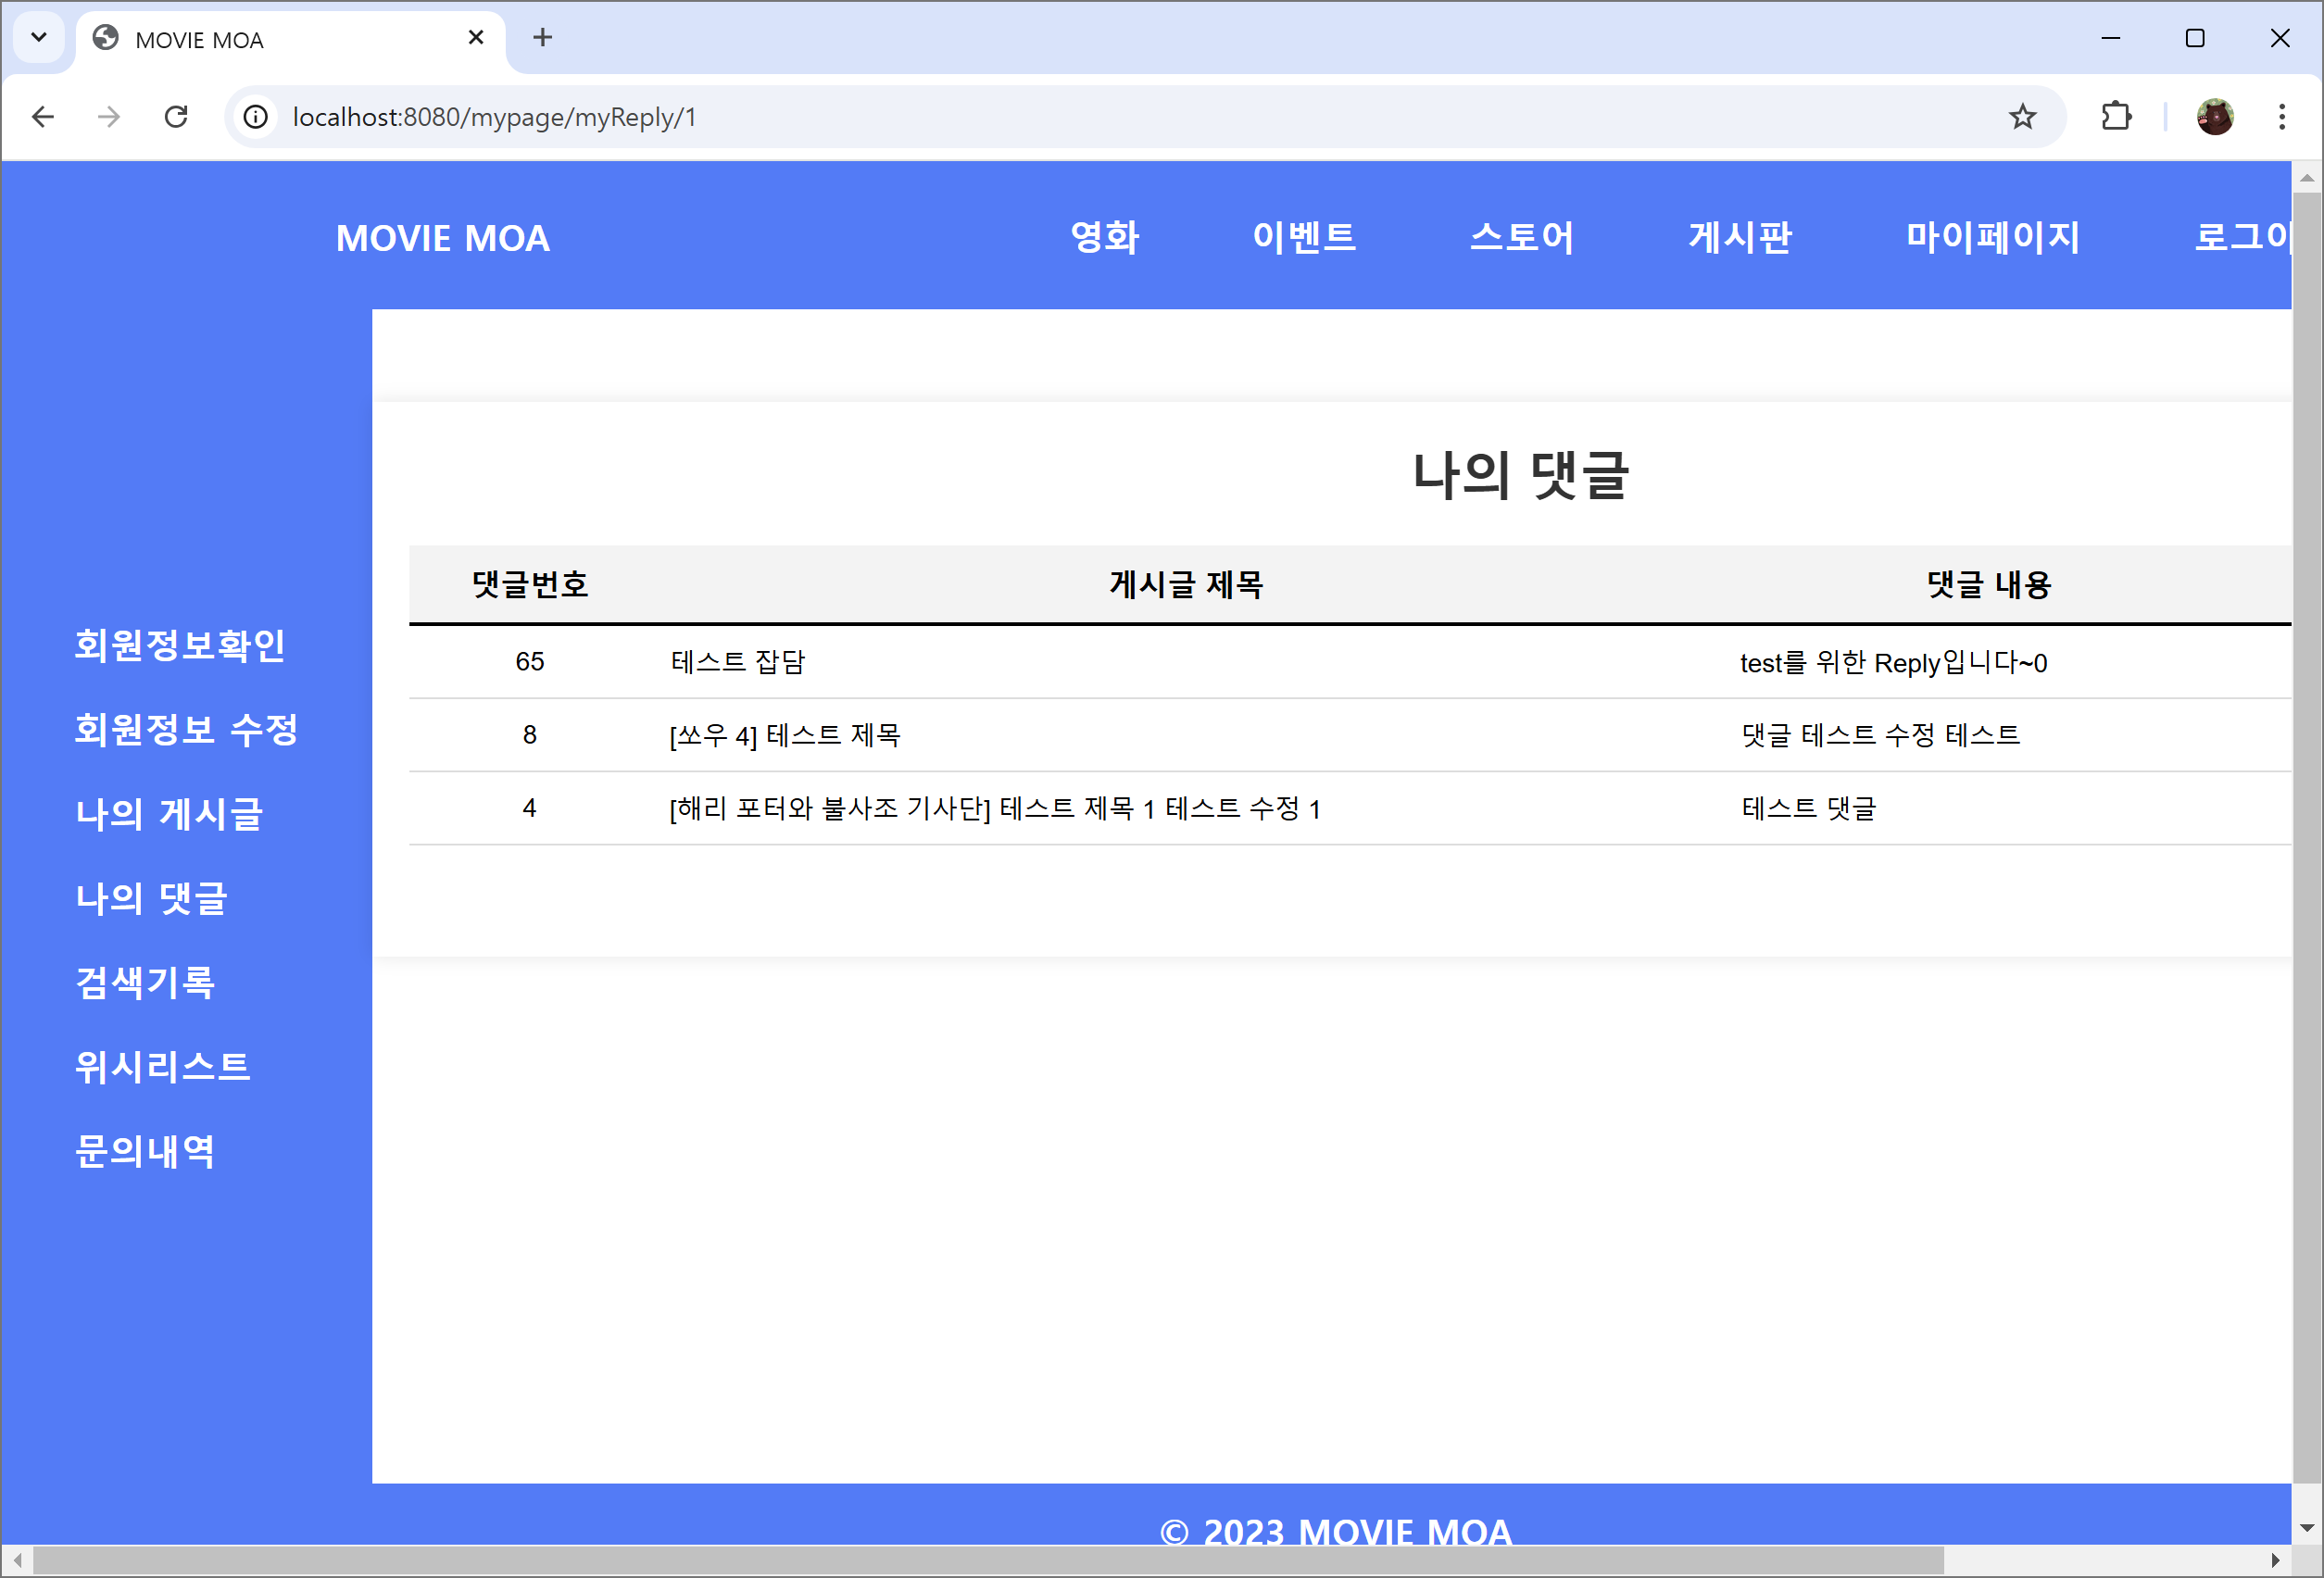 MOVIE MOA
localhost:8080/mypage/myReply/1
MOVIE MOA 영화 이벤트 스토어 게시판 마이페이지
회원정보확인
회원정보 수정
나의 게시글
나의 댓글
검색기록
위시리스트
문의내역
나의 댓글
댓글번호 게시글 제목 댓글 내용
65 테스트 잡담 test를 위한 Reply입니다~0
8 [쏘우 4] 테스트 제목 댓글 테스트 수정 테스트
4 [해리 포터와 불사조 기사단] 테스트 제목 1 테스트 수정 1 테스트 댓글
© 2023 MOVIE MOA